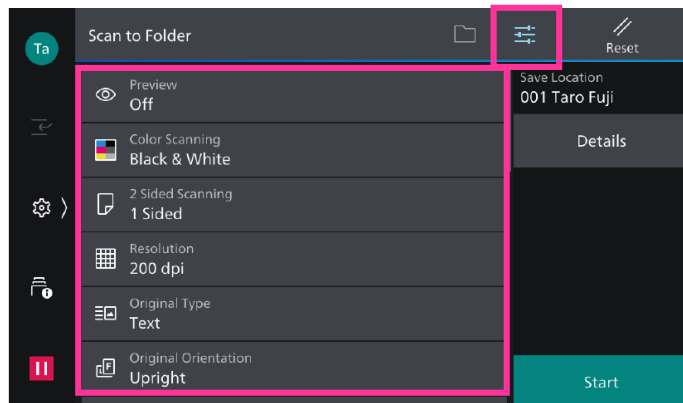 Ta
Scan to Folder
Reset
Preview
Off
Color Scanning
Black & White
2 Sided Scanning
1 Sided
Resolution
200 dpi
Original Type
Text
Original Orientation
Upright
Save Location
001 Taro Fuji
Details
Start